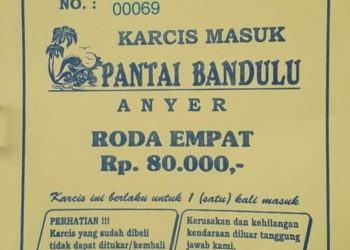 NO. : 00069
KARCIS MASUK
PANTAI BANDULU
ANYER
RODA EMPAT
Rp. 80.000,-
Karcis ini berlaku untuk 1 (satu) kali masuk
PERHATIAN !!!
Karcis yang sudah dibeli
tidak dapat ditukar/kembali
Kerusakan dan kehilangan
kendaraan diluar tanggung
jawab kami.